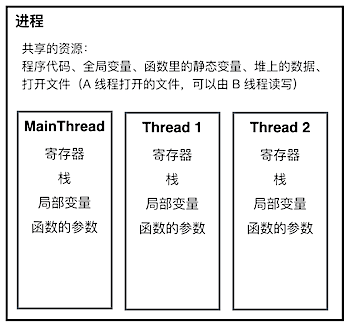 进程
共享的资源：
程序代码、全局变量、函数里的静态变量、堆上的数据、
打开文件（A 线程打开的文件，可以由 B 线程读写）
MainThread
寄存器
栈
局部变量
函数的参数
Thread 1
寄存器
栈
局部变量
函数的参数
Thread 2
寄存器
栈
局部变量
函数的参数